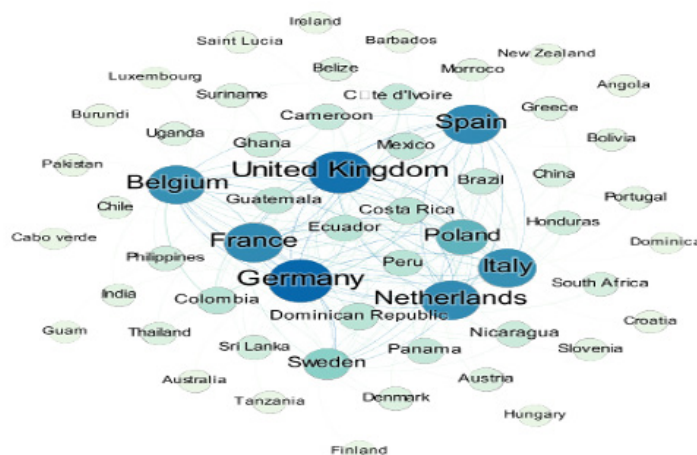 Ireland
Saint Lucia
Barbados
New Zealand
Belize
Morroco
Luxembourg
Angola
Suriname
C□te d'Ivoire
Greece
Burundi
Cameroon
Spain
Uganda
Bolivia
Ghana
Mexico
Pakistan
United Kingdom
China
Belgium
Brazil
Portugal
Guatemala
Chile
Costa Rica
Honduras
Ecuador
Poland
Cabo verde
France
Dominica
Philippines
Peru
Italy
Germany
South Africa
India
Colombia
Netherlands
Dominican Republic
Croatia
Guam
Thailand
Nicaragua
Sri Lanka
Panama
Slovenia
Sweden
Australia
Austria
Tanzania
Denmark
Hungary
Finland